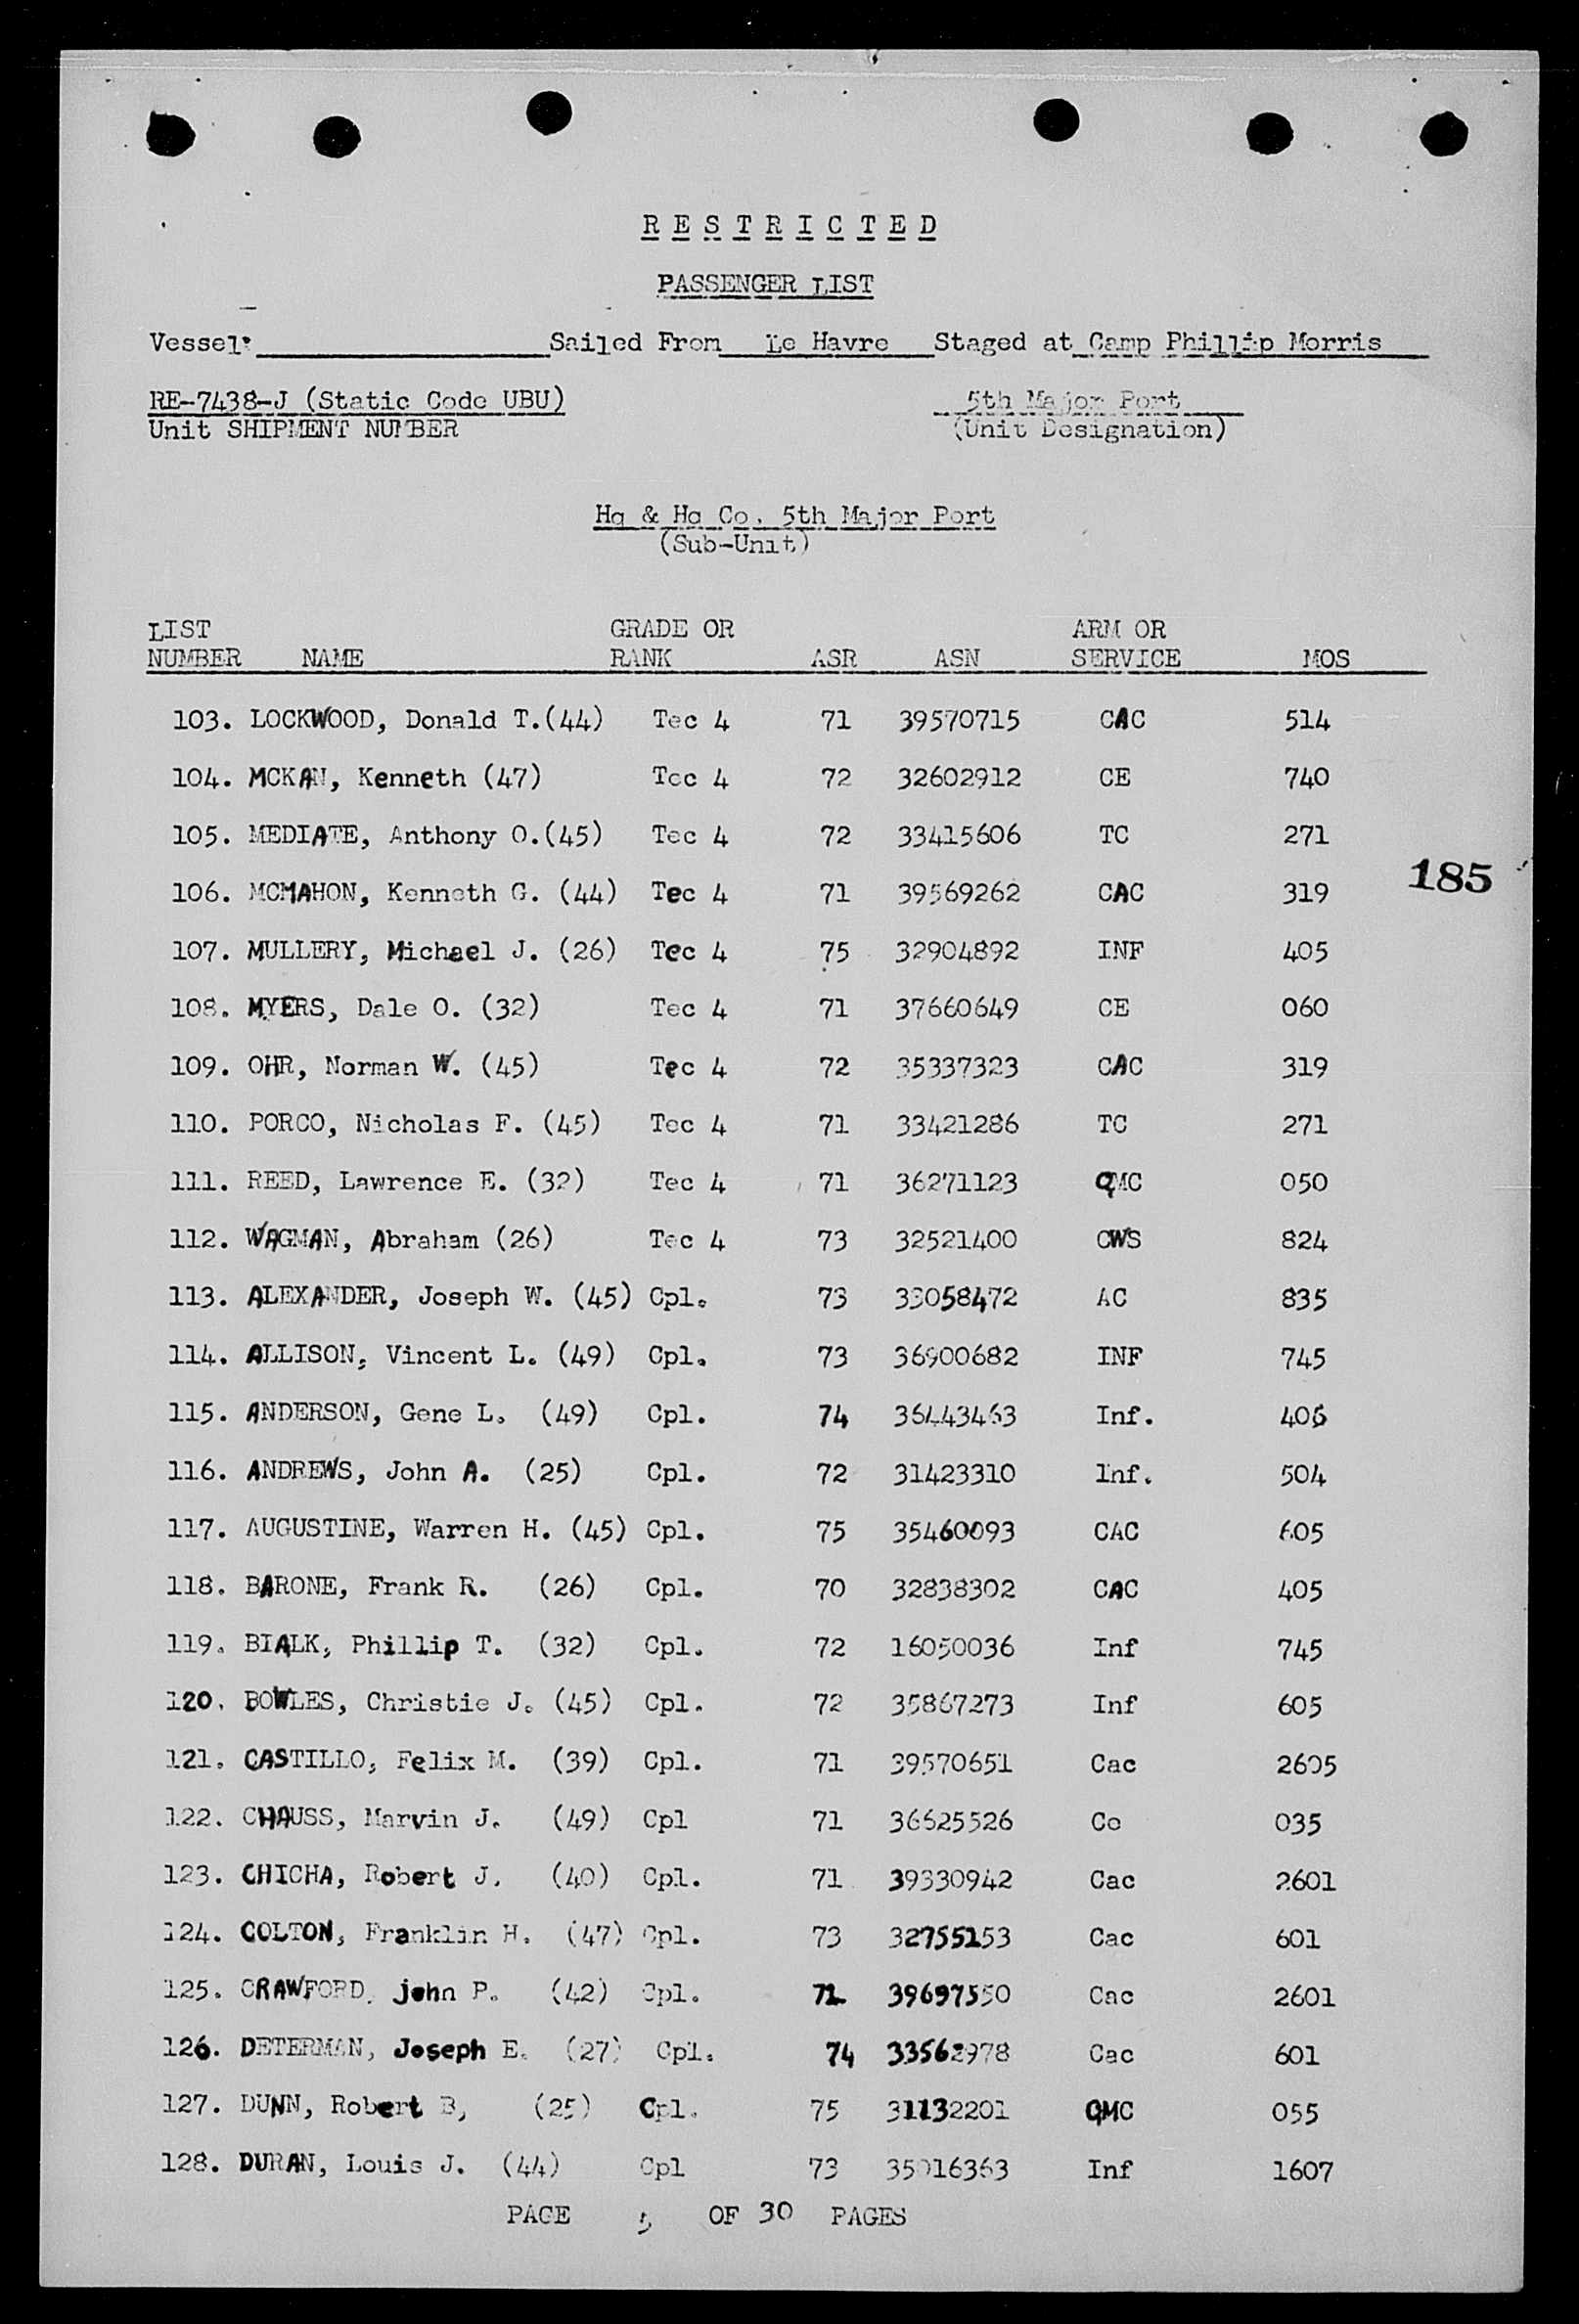 RESTRICTED
PASSENGER LIST
Vessel: Sailed From Le Havre Staged at Camp Phillip Morris
RE-7438-J (Static Code UBU) 5th Major Port
Unit SHIPMENT NUMBER (Unit Designation)
Hq & Hq Co. 5th Major Port
(Sub-Unit)
LIST GRADE OR ARM OR
NUMBER NAME RANK ASR ASN SERVICE MOS
103. LOCKWOOD, Donald T.(44) Tec 4 71 39570715 CAC 514
104. MCKAN, Kenneth (47) Tec 4 72 32602912 CE 740
105. MEDIATE, Anthony O.(45) Tec 4 72 33415606 TC 271
106. MCMAHON, Kenneth G. (44) Tec 4 71 39569262 CAC 319
185
107. MULLERY, Michael J. (26) Tec 4 75 32904892 INF 405
108. MYERS, Dale O. (32) Tec 4 71 37660649 CE 060
109. OHR, Norman W. (45) Tec 4 72 35337323 CAC 319
110. PORCO, Nicholas F. (45) Tec 4 71 33421286 TC 271
111. REED, Lawrence E. (32) Tec 4 71 36271123 QMC 050
112. WAGMAN, Abraham (26) Tec 4 73 32521400 CWS 824
113. ALEXANDER, Joseph W. (45) Cpl. 73 33058472 AC 835
114. ALLISON, Vincent L. (49) Cpl. 73 36900682 INF 745
115. ANDERSON, Gene L. (49) Cpl. 74 36443463 Inf.
116. ANDREWS, John A. (25) Cpl. 72 31423310 Inf. 504
117. AUGUSTINE, Warren H. (45) Cpl. 75 35460093 CAC 605
118. BARONE, Frank R. (26) Cpl. 70 32838302 CAC 405
119. BIALK, Phillip T. (32) Cpl. 72 16050036 Inf 745
120. BOWLES, Christie J. (45) Cpl. 72 35867273 Inf 605
121. CASTILLO, Felix M. (39) Cpl. 71 39570651 Cac 2605
122. CHAUSS, Marvin J. (49) Cpl 71 36625526 Ce 035
123. CHICHA, Robert J. (40) Cpl. 71 39330942 Cac 2601
124. COLTON, Franklin H. (47) Cpl. 73 32755153 Cac 601
125. CRAWFORD, john P. (42) Cpl. 39697550 Cac 2601
126. DETERMAN, Joseph E. (27) Cpl. 74 33562978 Cac 601
127. DUNN, Robert B, (25) Cpl. 75 31132201 QMC 055
128. DURAN, Louis J. (44) Cpl 73 35016363 Inf 1607
PAGE 5 OF 30 PAGES